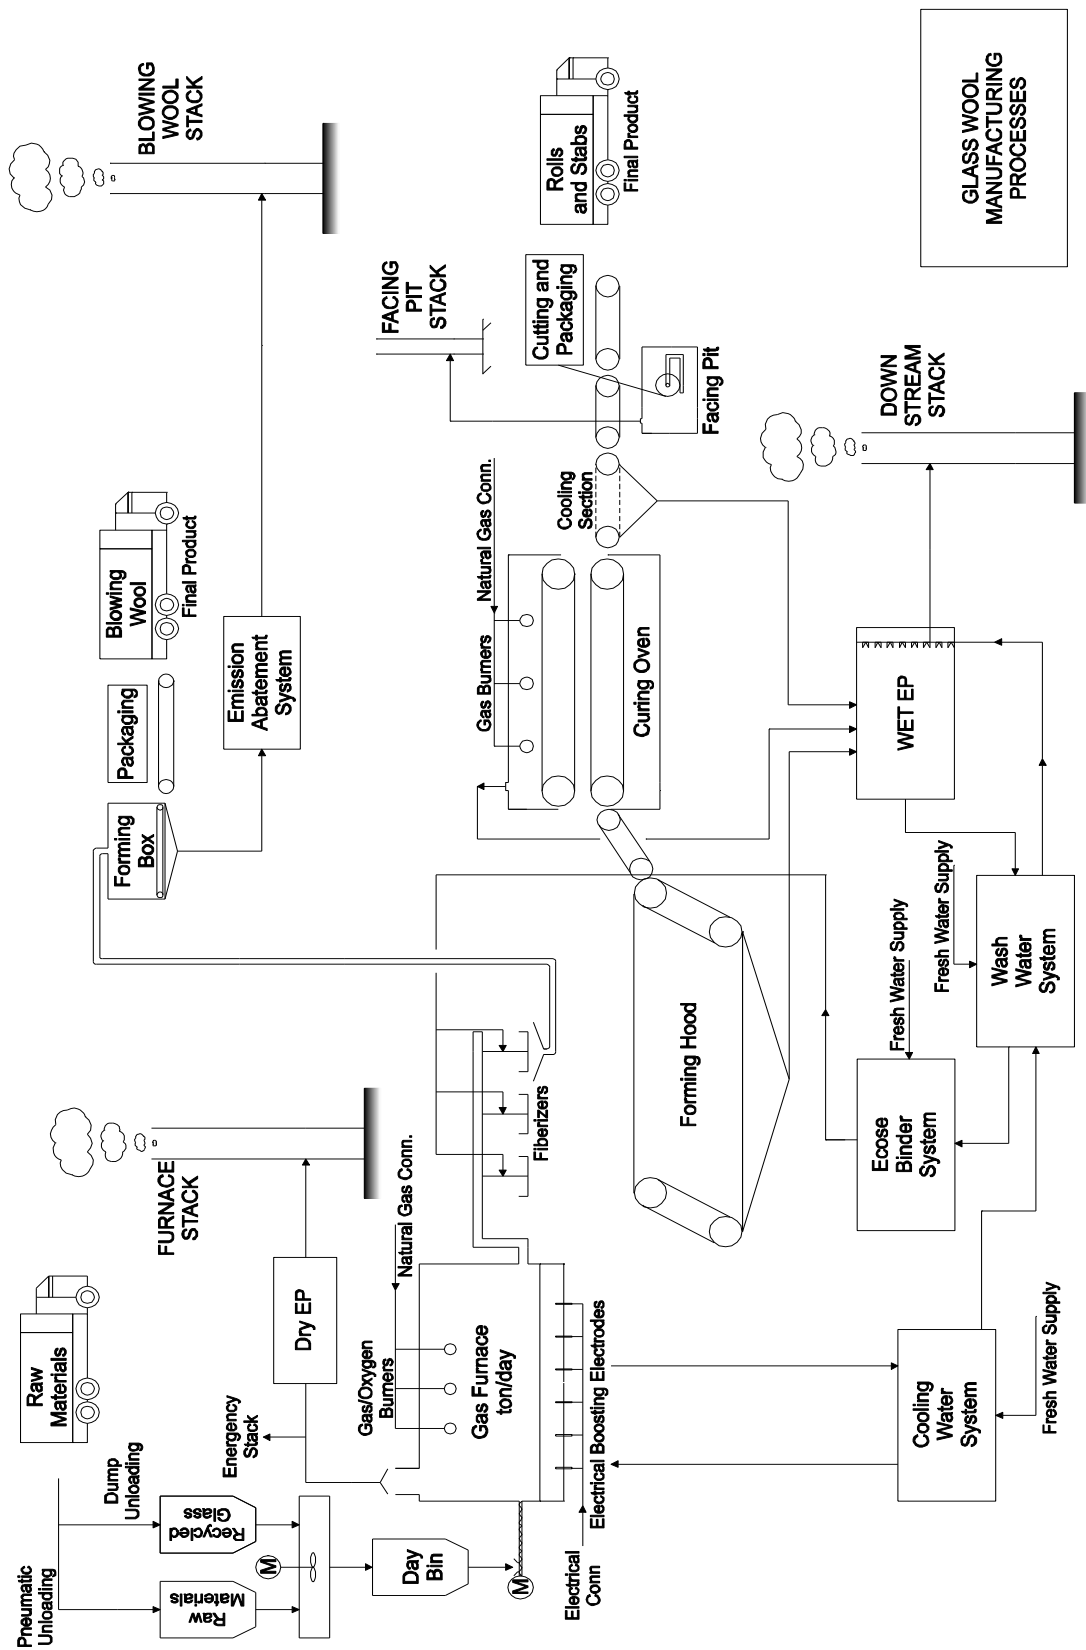 Pneumatic
Unloading
Dump
Unloading
Raw
Materials
Raw
Materials
Recycled
Glass
M
Day
Bin
M
Energency
Stack
Dry EP
FURNACE
STACK
Gas/Oxygen
Burners
Natural Gas Conn.
Gas Furnace
ton/day
Electrical Boosting Electrodes
Electrical
Conn
Cooling
Water
System
Fresh Water Supply
Fiberizers
Forming
Box
Packaging
Blowing
Wool
Final Product
Emission
Abatement
System
BLOWING
WOOL
STACK
Forming Hood
Ecose
Binder
System
Fresh Water Supply
Wash
Water
System
Fresh Water Supply
Gas Burners
Natural Gas Conn.
Curing Oven
Cooling
Section
WET EP
DOWN
STREAM
STACK
FACING
PIT
STACK
Facing Pit
Cutting and
Packaging
Rolls
and Stabs
Final Product
GLASS WOOL
MANUFACTURING
PROCESSES